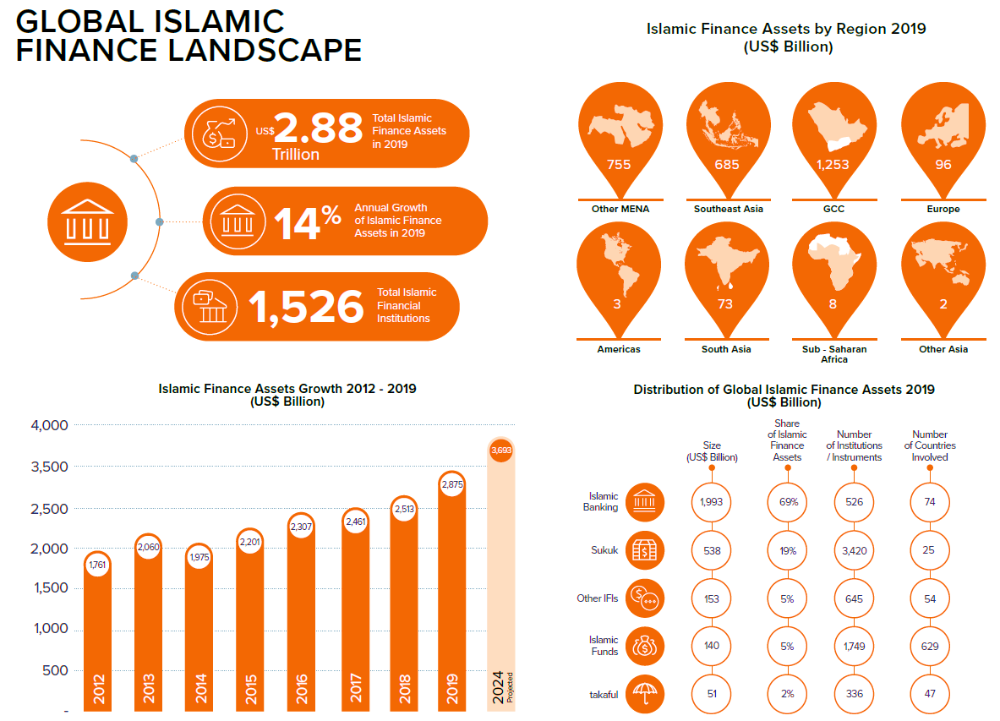 GLOBAL ISLAMIC
FINANCE LANDSCAPE
US$ 2.88
Trillion
Total Islamic
Finance Assets
in 2019
14%
Annual Growth
of Islamic Finance
Assets in 2019
1,526
Total Islamic
Financial
Institutions
Islamic Finance Assets by Region 2019
(US$ Billion)
755
685
1,253
96
Other MENA
Southeast Asia
GCC
Europe
3
73
8
2
Americas
South Asia
Sub - Saharan
Africa
Other Asia
Islamic Finance Assets Growth 2012 - 2019
(US$ Billion)
4,000
3,500
2,500
2,000
1,500
1,000
500
-
1,761
2,060
1,975
2,201
2,307
2,461
2,513
2,875
3,693
2012
2013
2014
2015
2016
2017
2018
2019
2024
Projected
Distribution of Global Islamic Finance Assets 2019
(US$ Billion)
Size
(US$ Billion)
Share
of Islamic
Finance
Assets
Number
of Institutions
/ Instruments
Number
of Countries
Involved
Islamic
Banking
1,993
69%
526
74
Sukuk
$
538
19%
3,420
25
Other IFIs
$
153
5%
645
54
Islamic
Funds
$
140
5%
1,749
629
takaful
51
2%
336
47